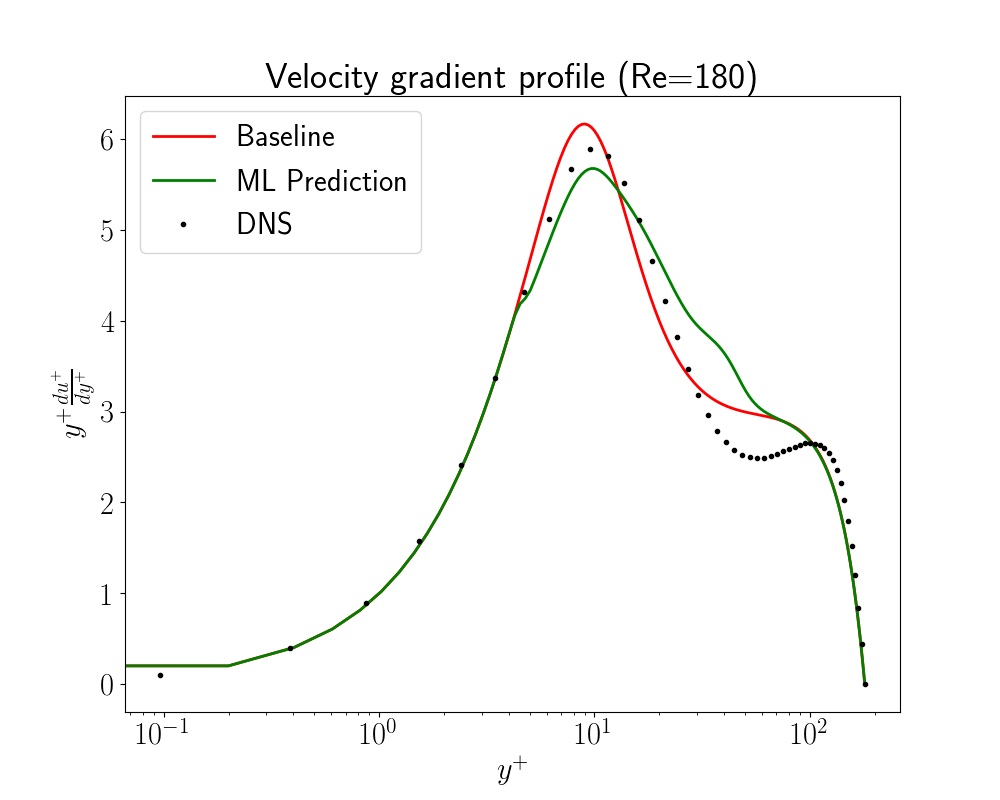 Velocity gradient profile (Re=180)
Baseline
ML Prediction
DNS
6
5
4
3
2
1
0
y⁺ du⁺/dy⁺
10⁻¹ 10⁰ 10¹ 10²
y⁺